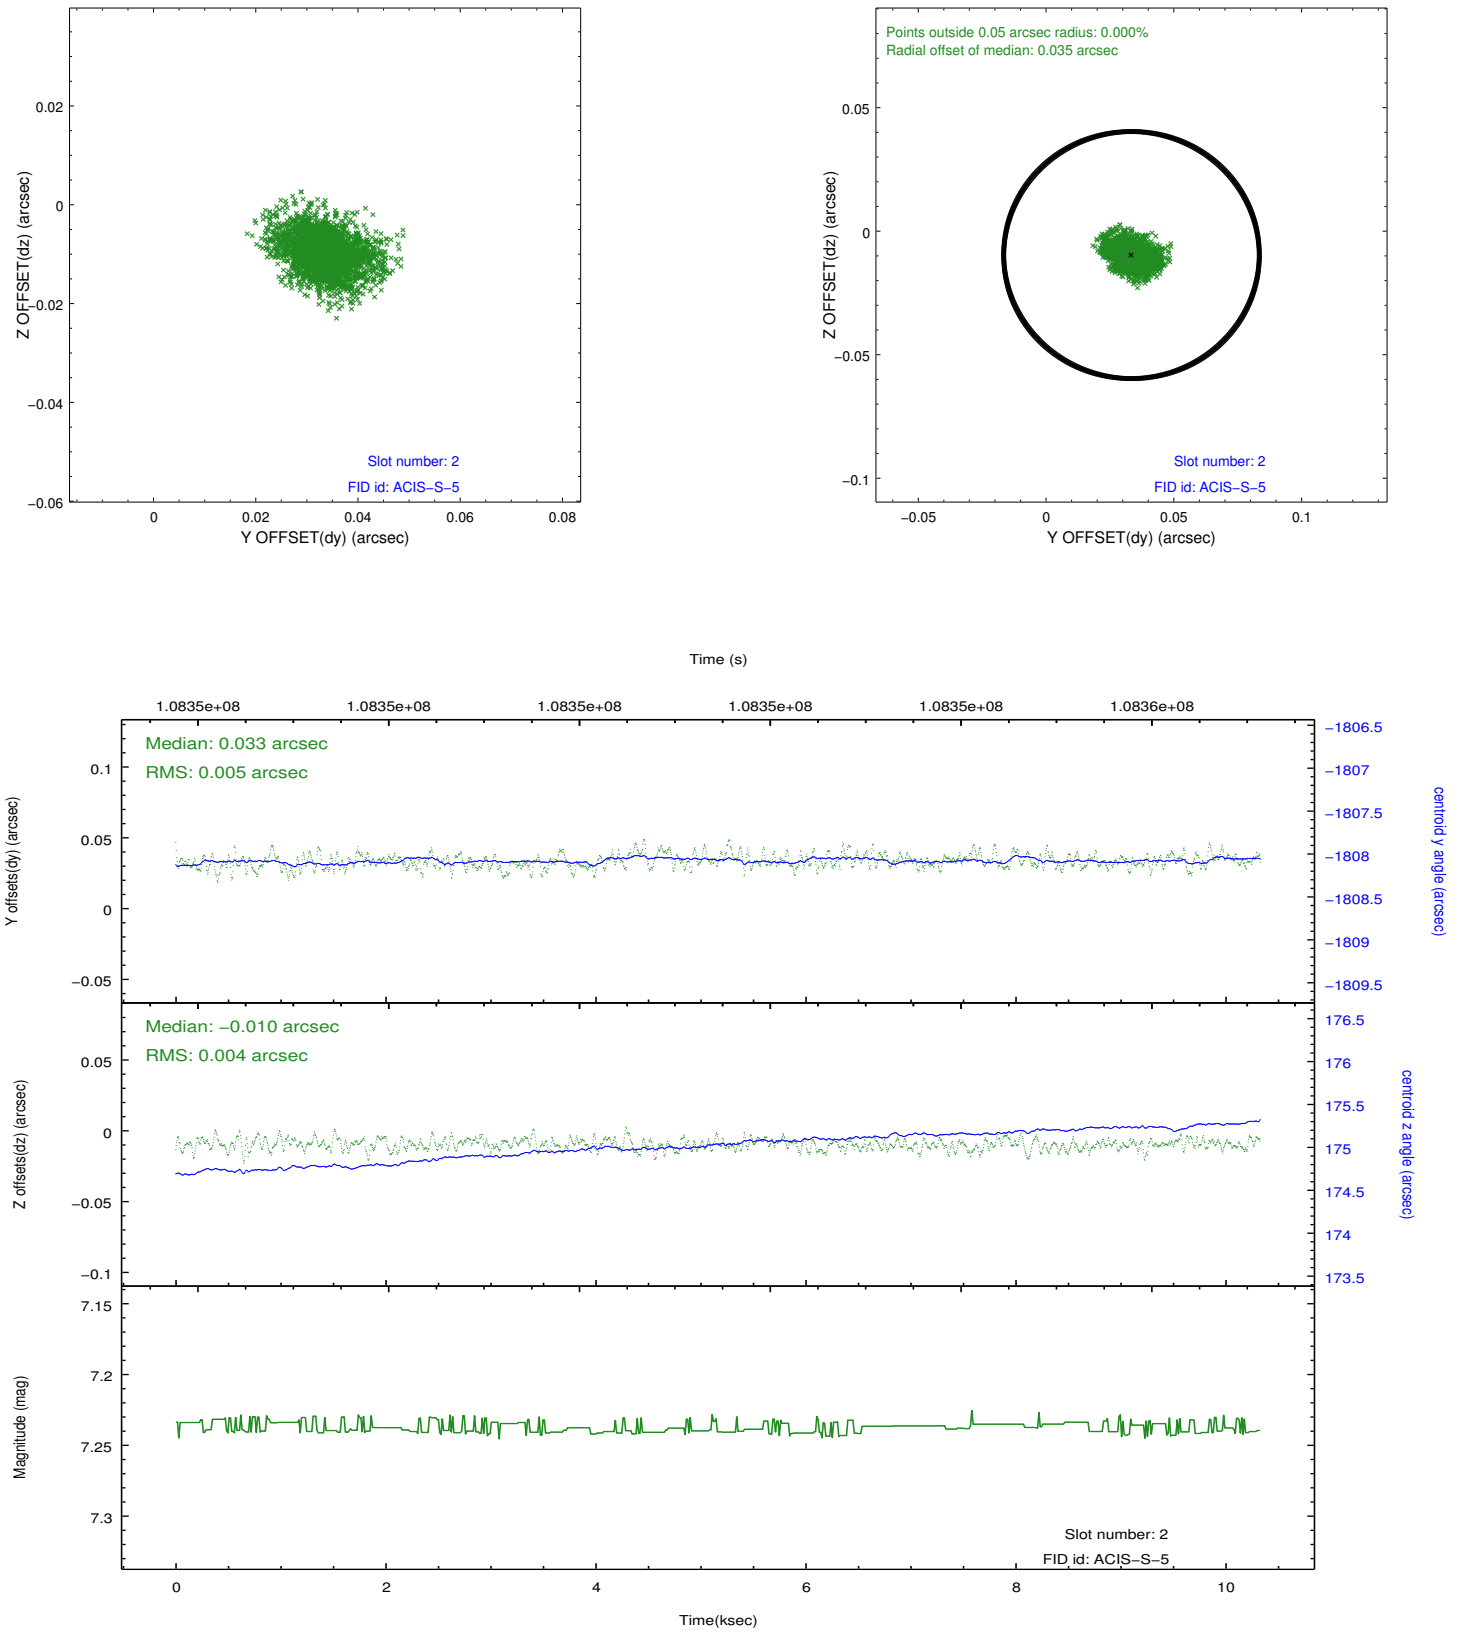 0.02
0
−0.02
−0.04
−0.06
Z OFFSET(dz) (arcsec)
Slot number: 2
FID id: ACIS−S−5
0 0.02 0.04 0.06 0.08
Y OFFSET(dy) (arcsec)
Points outside 0.05 arcsec radius: 0.000%
Radial offset of median: 0.035 arcsec
0.05
0
−0.05
−0.1
Z OFFSET(dz) (arcsec)
Slot number: 2
FID id: ACIS−S−5
−0.05 0 0.05 0.1
Y OFFSET(dy) (arcsec)
Time (s)
1.0835e+08 1.0835e+08 1.0835e+08 1.0835e+08 1.0835e+08 1.0836e+08
Median: 0.033 arcsec
RMS: 0.005 arcsec
0.1
0.05
0
−0.05
Y offsets(dy) (arcsec)
−1806.5
−1807
−1807.5
−1808
−1808.5
−1809
−1809.5
centroid y angle (arcsec)
Median: −0.010 arcsec
RMS: 0.004 arcsec
0.05
0
−0.05
−0.1
Z offsets(dz) (arcsec)
176.5
176
175.5
175
174.5
174
173.5
centroid z angle (arcsec)
7.15
7.2
7.25
7.3
Magnitude (mag)
Slot number: 2
FID id: ACIS−S−5
0 2 4 6 8 10
Time(ksec)